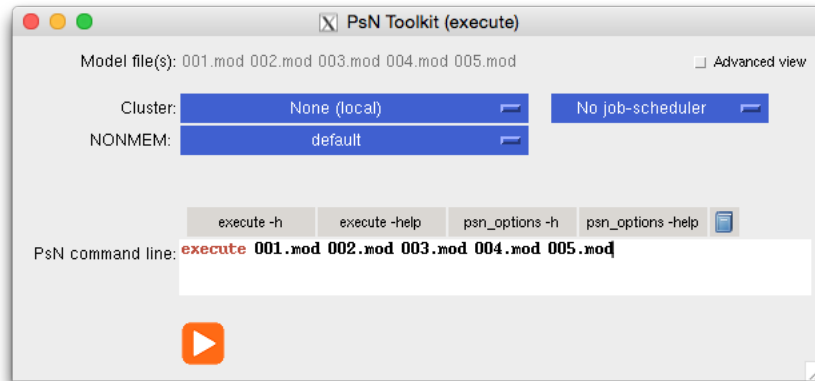 PsN Toolkit (execute)
Model file(s): 001.mod 002.mod 003.mod 004.mod 005.mod Advanced view
Cluster: None (local) No job-scheduler
NONMEM: default
execute -h execute -help psn_options -h psn_options -help
PsN command line: execute 001.mod 002.mod 003.mod 004.mod 005.mod